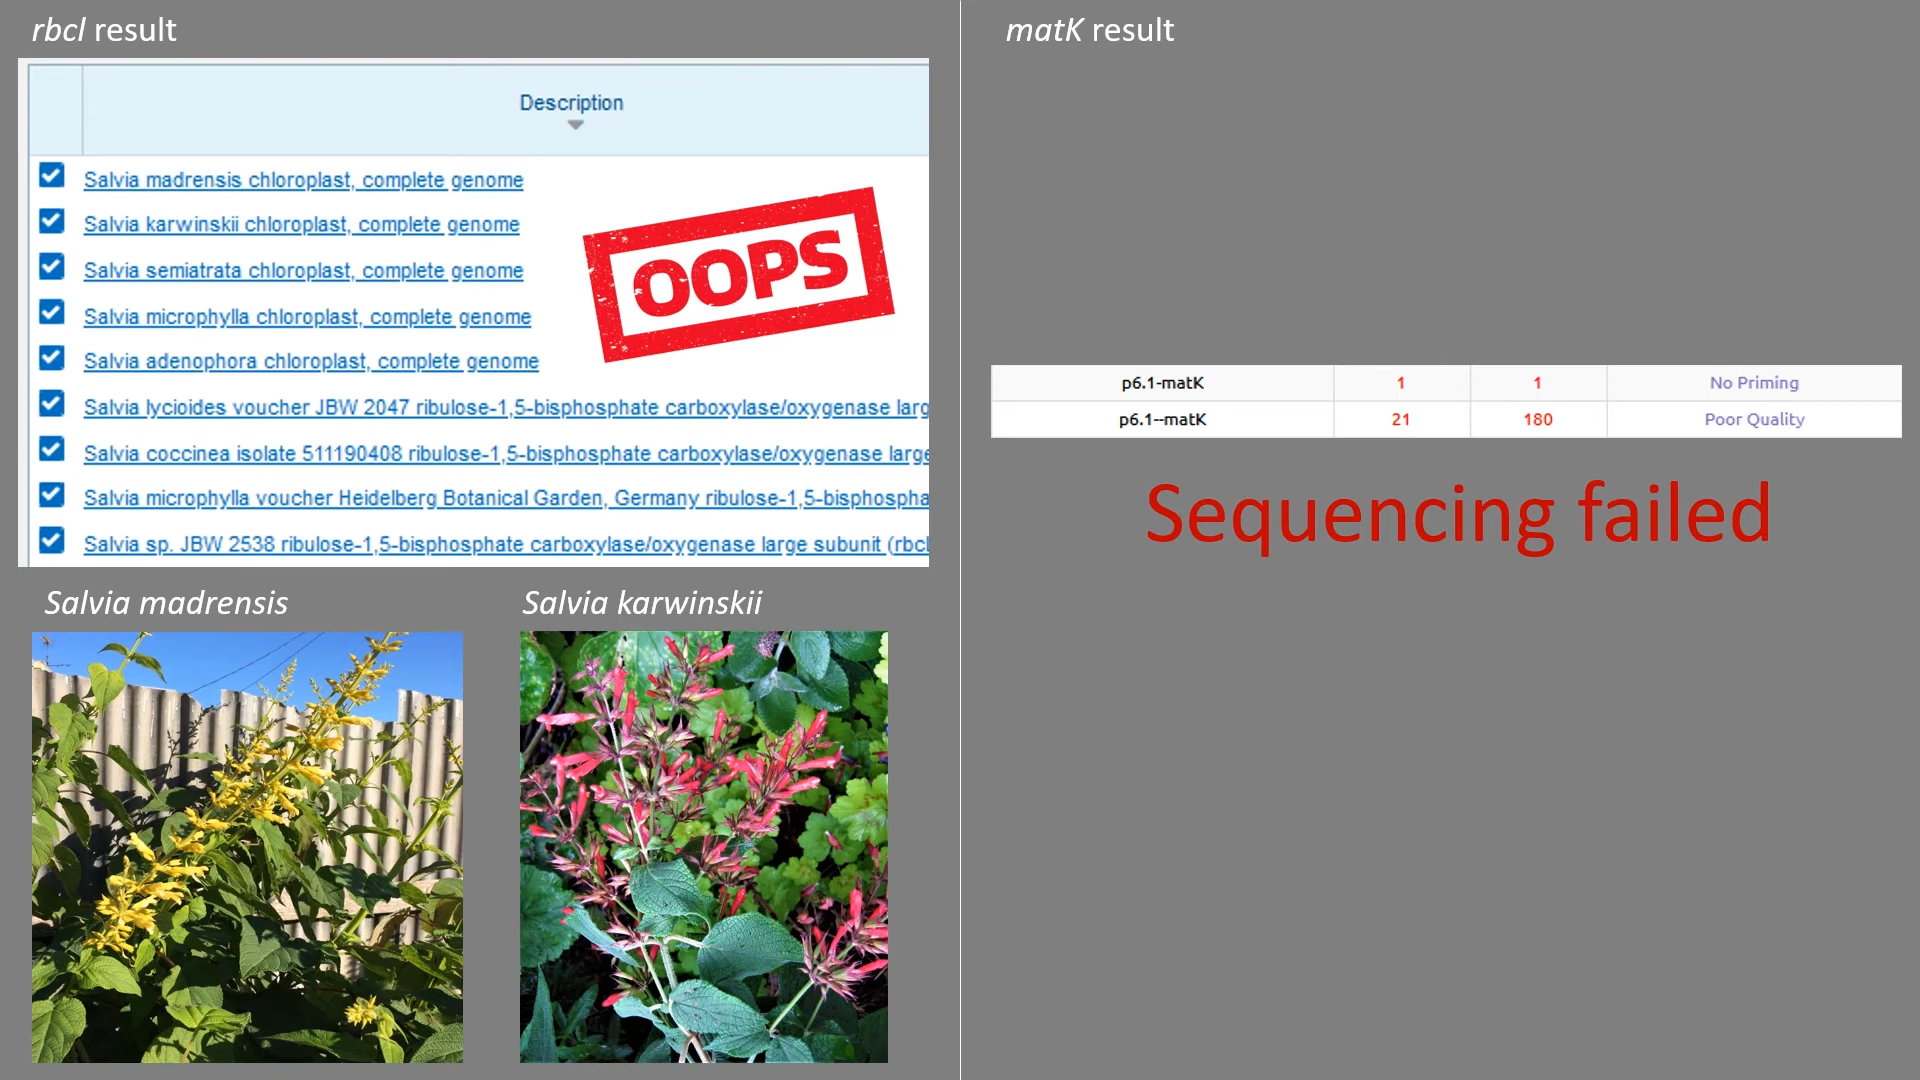 rbcl result
Description
Salvia madrensis chloroplast, complete genome
Salvia karwinskii chloroplast, complete genome
Salvia semiatrata chloroplast, complete genome
Salvia microphylla chloroplast, complete genome
Salvia adenophora chloroplast, complete genome
Salvia lycioides voucher JBW 2047 ribulose-1,5-bisphosphate carboxylase/oxygenase larg
Salvia coccinea isolate 511190408 ribulose-1,5-bisphosphate carboxylase/oxygenase large
Salvia microphylla voucher Heidelberg Botanical Garden, Germany ribulose-1,5-bisphospha
Salvia sp. JBW 2538 ribulose-1,5-bisphosphate carboxylase/oxygenase large subunit (rbcl
OOPS
Salvia madrensis
Salvia karwinskii
matK result
p6.1-matK 1 1 No Priming
p6.1--matK 21 180 Poor Quality
Sequencing failed